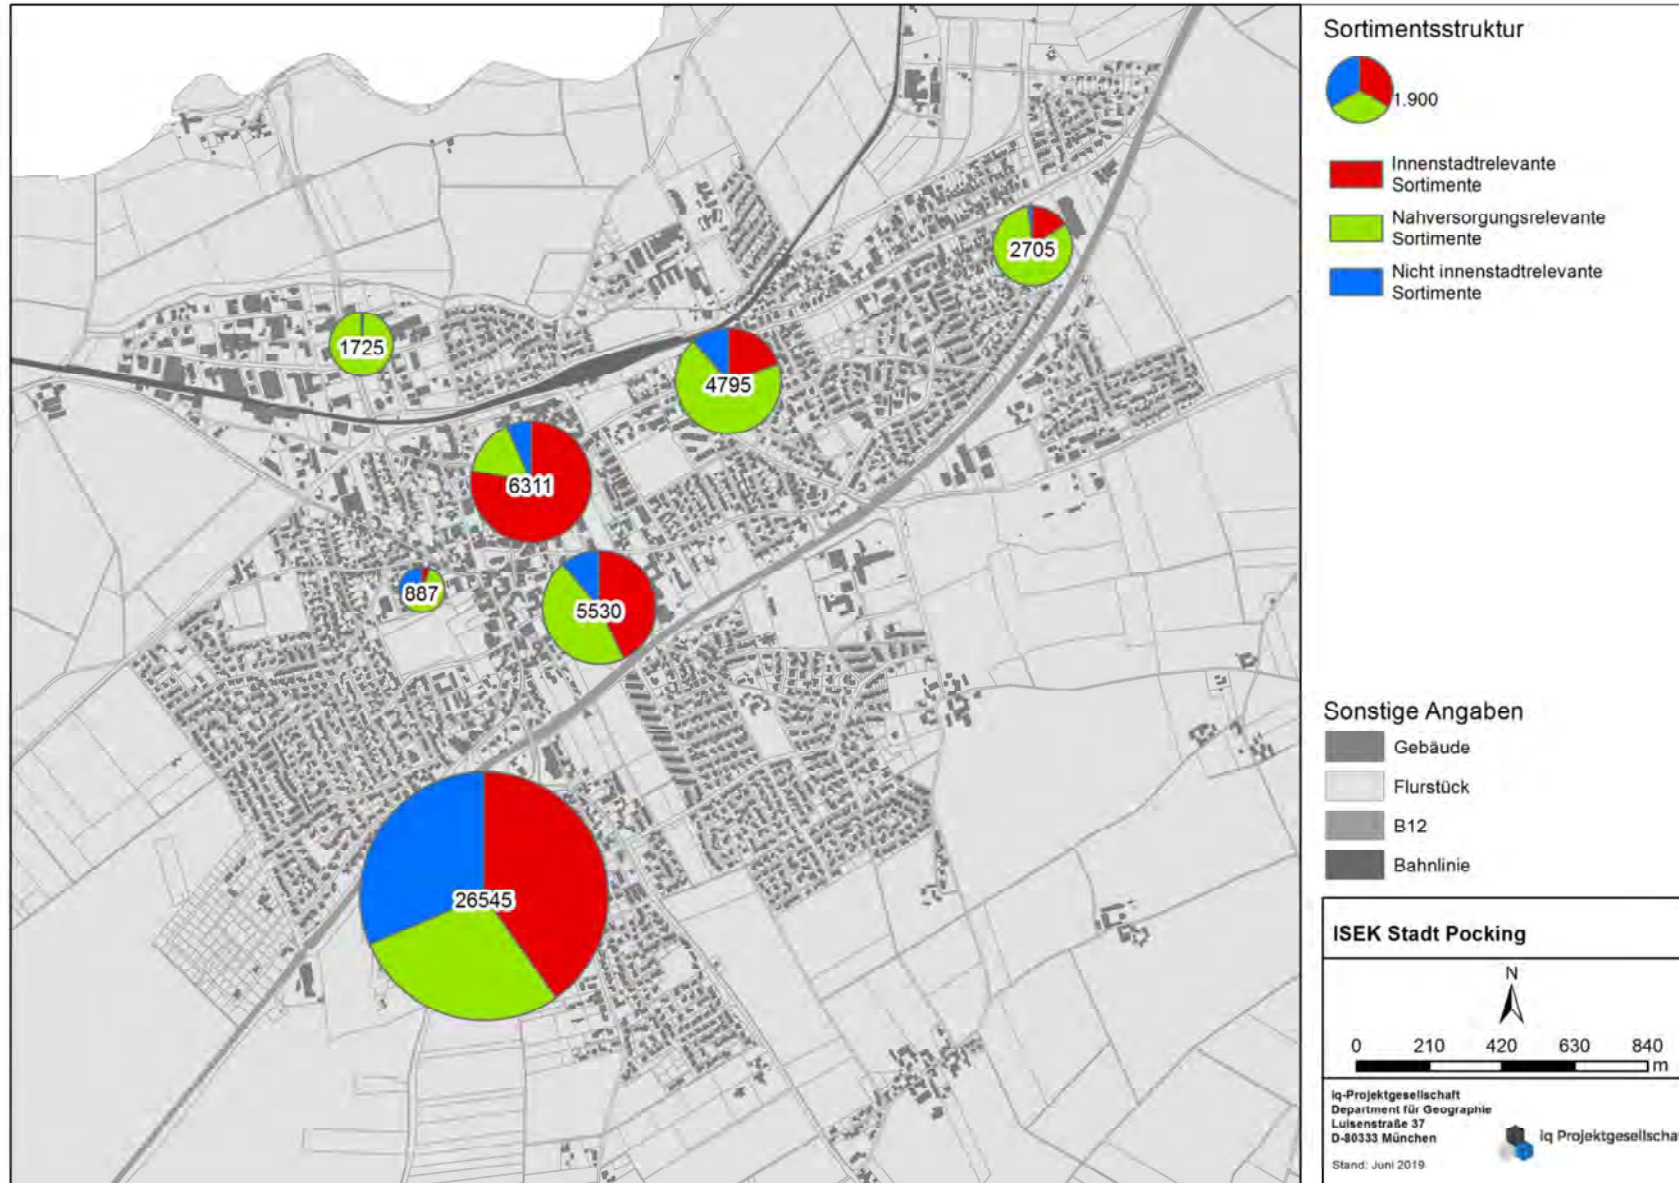 Sortimentsstruktur
1.900
Innenstadtrelevante
Sortimente
Nahversorgungsrelevante
Sortimente
Nicht innenstadtrelevante
Sortimente
2705
1725
4795
6311
887
5530
26545
Sonstige Angaben
Gebäude
Flurstück
B12
Bahnlinie
ISEK Stadt Pocking
N
0 210 420 630 840
m
Iq-Projektgesellschaft
Department für Geographie
Luisenstraße 37
D-80333 München
Iq Projektgesellscha
Stand: Juni 2019